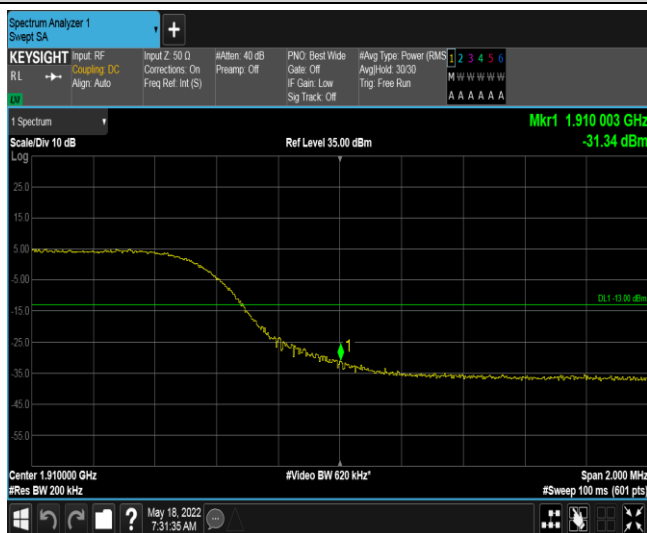 Spectrum Analyzer 1
Swept SA
KEYSIGHT
RL
Input: RF
Coupling: DC
Align: Auto
Input Z: 50 Ω
Corrections: On
Freq Ref: Int (S)
#Atten: 40 dB
Preamp: Off
PNO: Best Wide
Gate: Off
IF Gain: Low
Sig Track: Off
#Avg Type: Power (RMS
Avg|Hold: 30/30
Trig: Free Run
1 2 3 4 5 6
M W W W W W
A A A A A A
1 Spectrum
Scale/Div 10 dB
Ref Level 35.00 dBm
Mkr1 1.910 003 GHz
-31.34 dBm
Log
25.0
15.0
5.00
-5.00
DL1 -13.00 dBm
-15.0
-25.0
1
-35.0
-45.0
-55.0
Center 1.910000 GHz
#Res BW 200 kHz
#Video BW 620 kHz*
Span 2.000 MHz
#Sweep 100 ms (601 pts)
?
May 18, 2022
7:31:35 AM